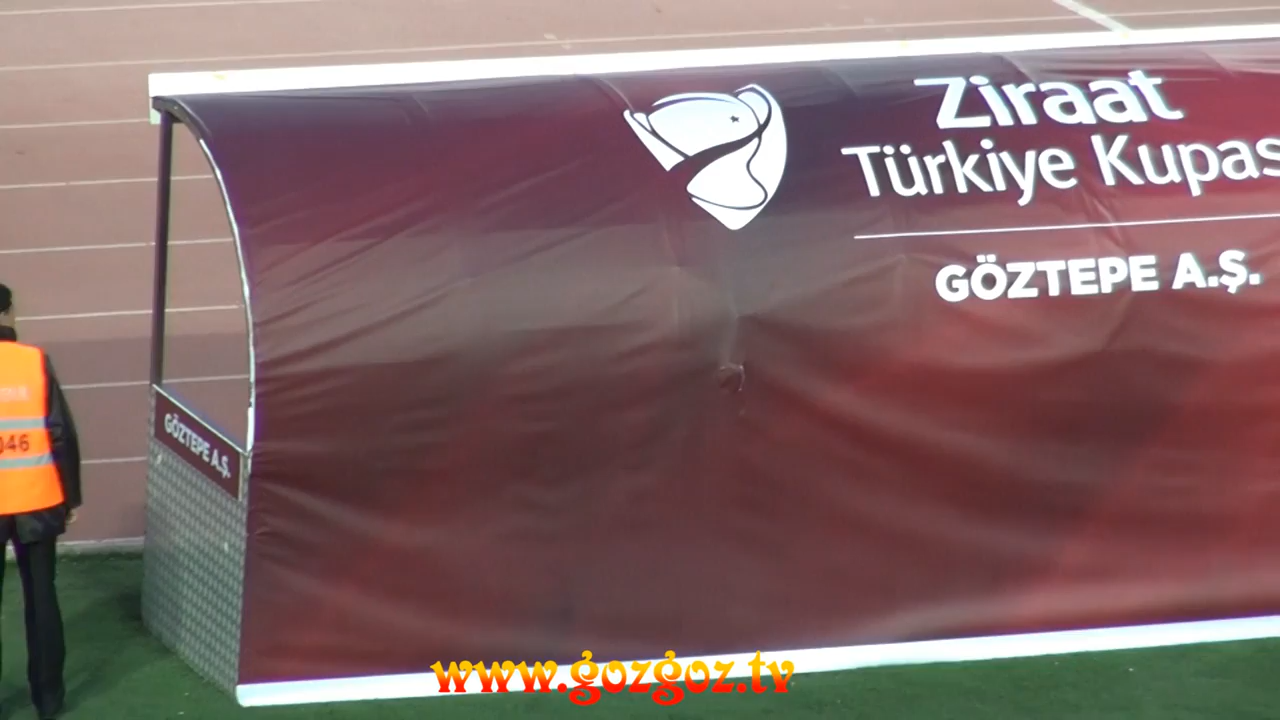 Ziraat
Türkiye Kupas
GÖZTEPE A.Ş.
GÖZTEPE A.Ş.
046
www.gozgoz.tv